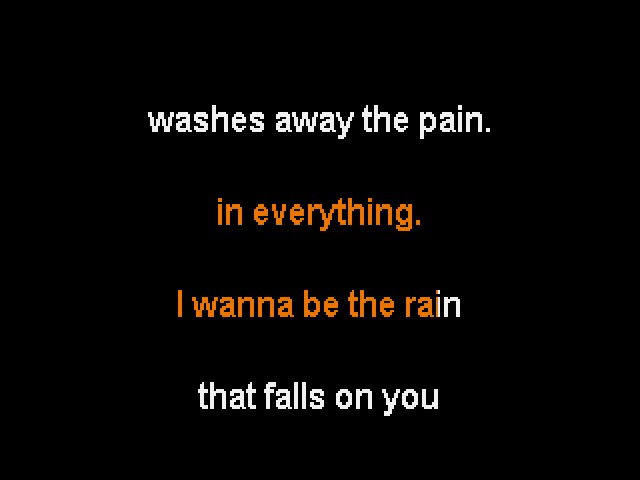 washes away the pain.
in everything.
I wanna be the rain
that falls on you